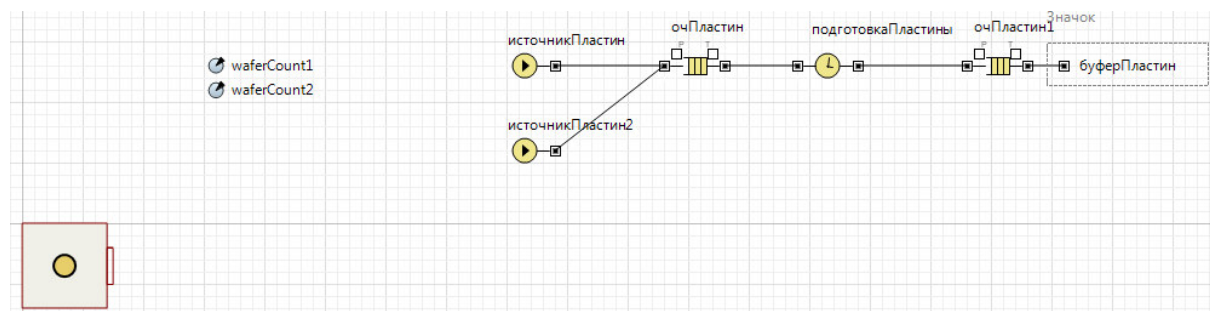 Значок
источникПластин
очПластин
подготовкаПластины
очПластин1
waferCount1
буферПластин
waferCount2
источникПластин2